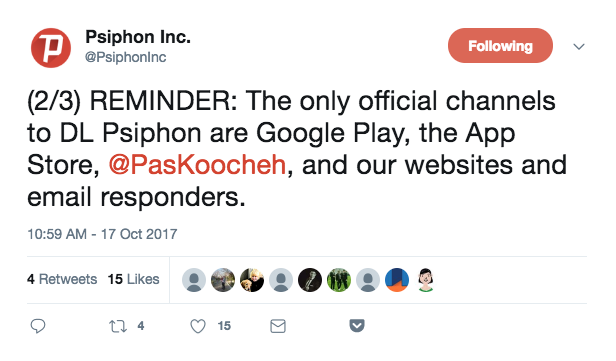 Psiphon Inc.
@PsiphonInc
Following
(2/3) REMINDER: The only official channels
to DL Psiphon are Google Play, the App
Store, @PasKoocheh, and our websites and
email responders.
10:59 AM - 17 Oct 2017
4 Retweets 15 Likes
4 15